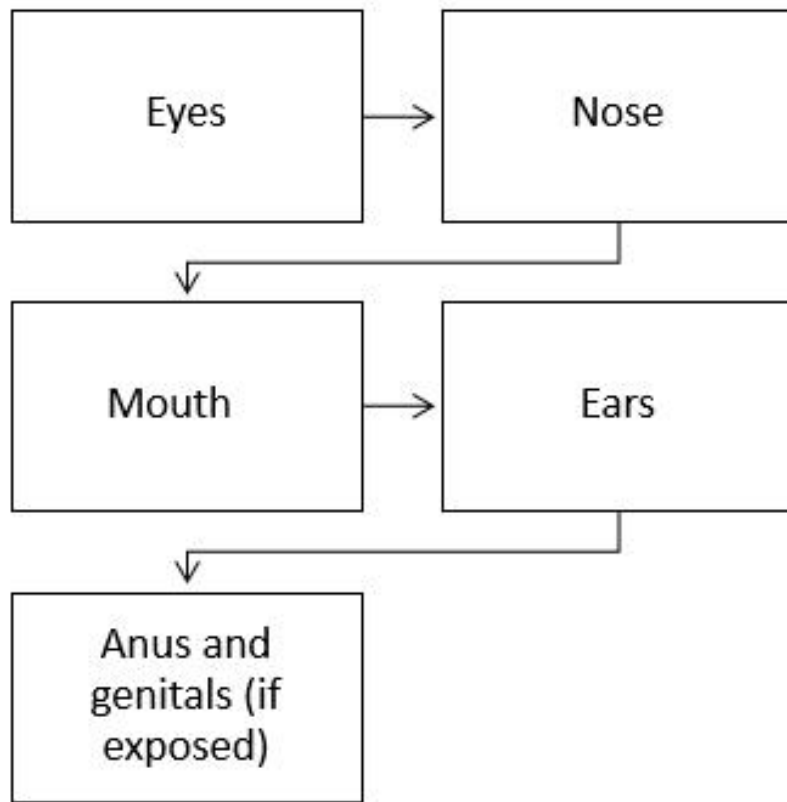 Eyes
Nose
Mouth
Ears
Anus and
genitals (if
exposed)